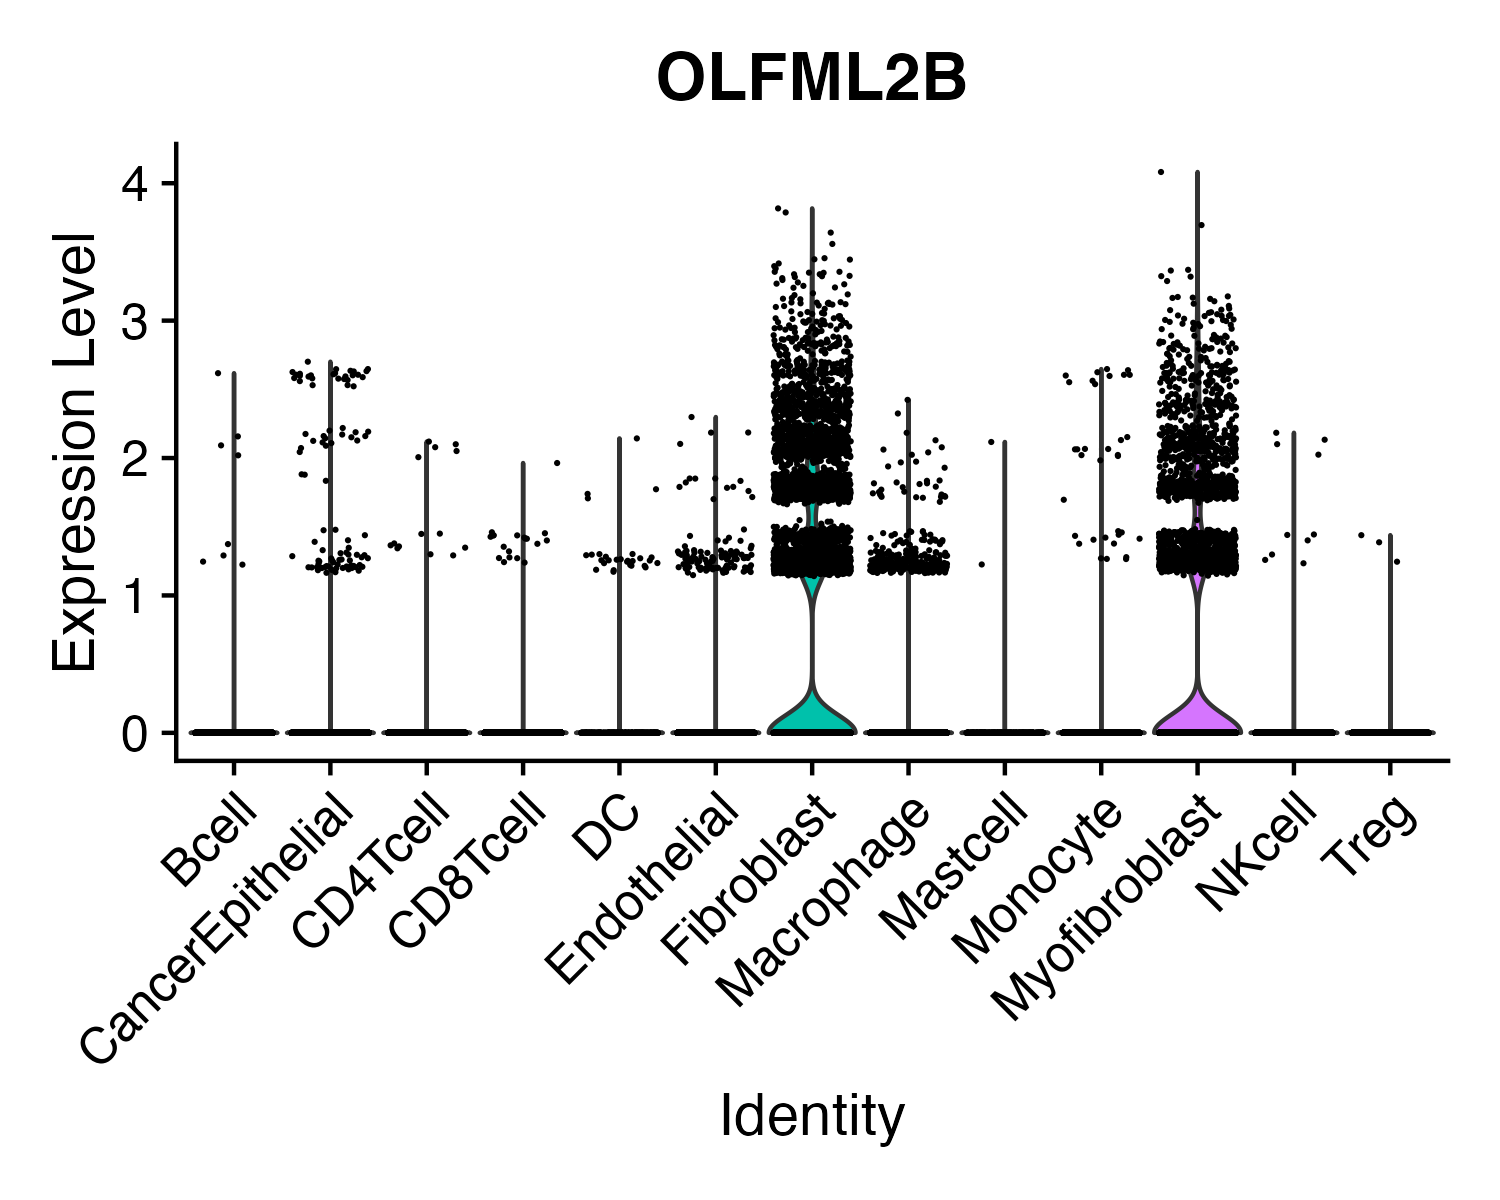 OLFML2B
Expression Level
4
3
2
1
0
Bcell
CancerEpithelial
CD4Tcell
CD8Tcell
DC
Endothelial
Fibroblast
Macrophage
Mastcell
Monocyte
Myofibroblast
NKcell
Treg
Identity